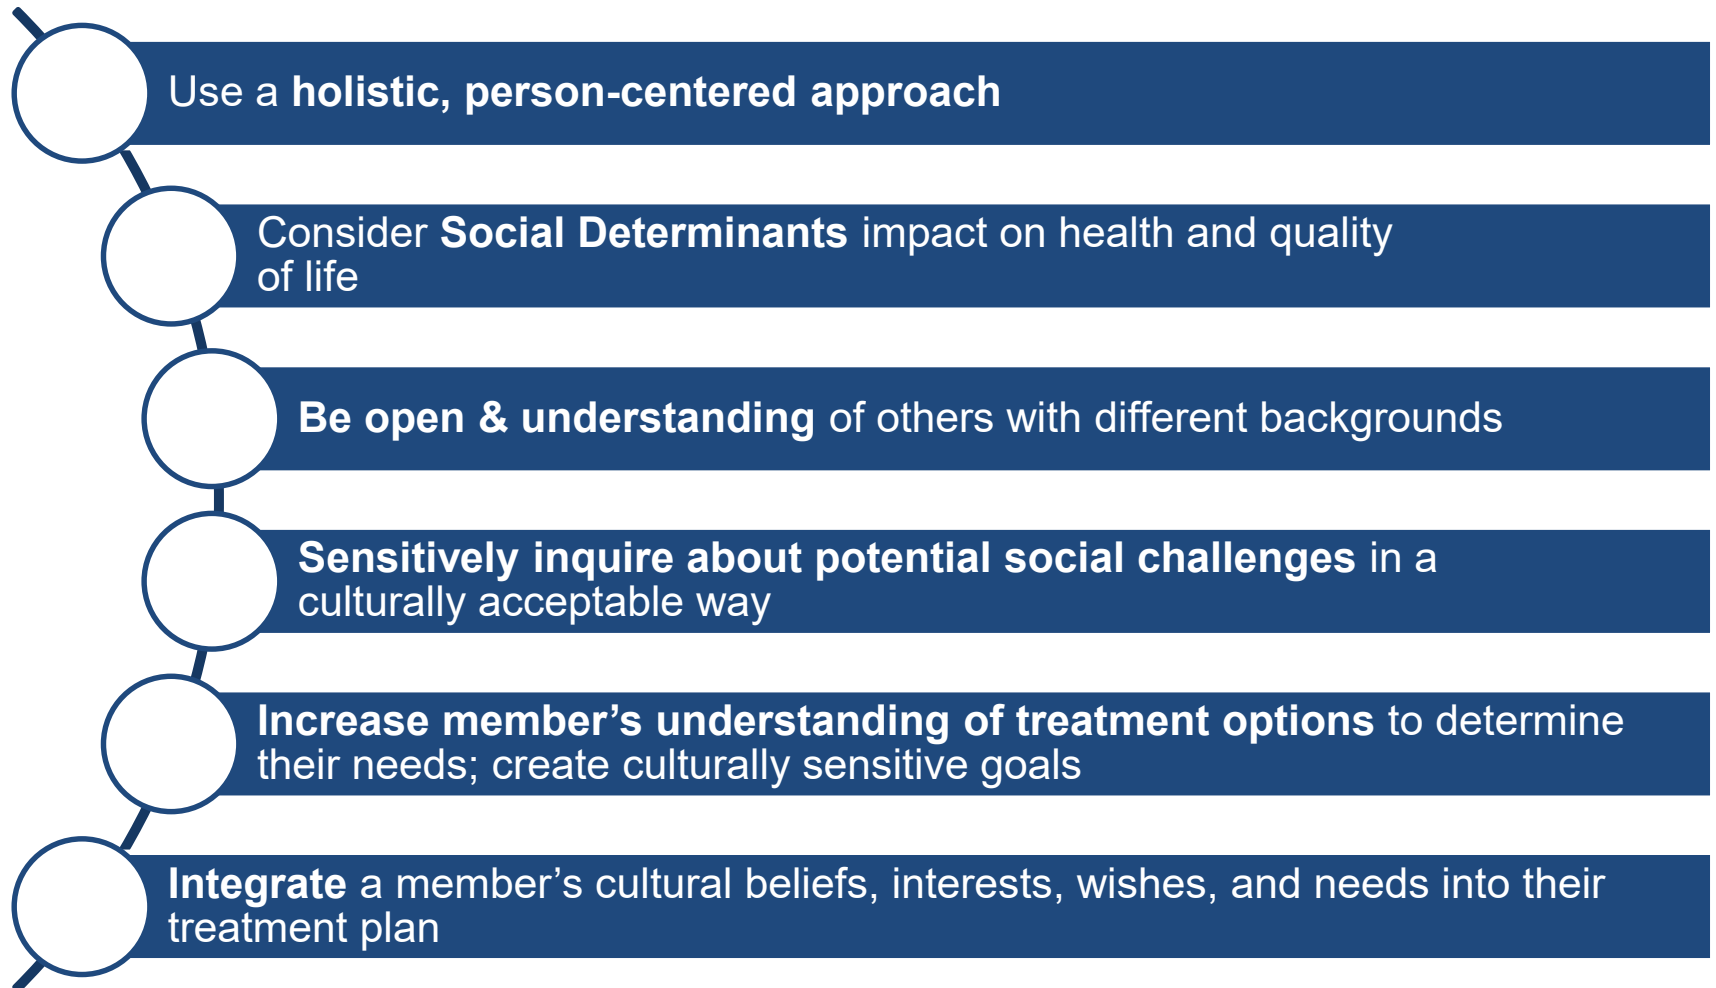 Use a holistic, person-centered approach
Consider Social Determinants impact on health and quality
of life
Be open & understanding of others with different backgrounds
Sensitively inquire about potential social challenges in a
culturally acceptable way
Increase member’s understanding of treatment options to determine
their needs; create culturally sensitive goals
Integrate a member’s cultural beliefs, interests, wishes, and needs into their
treatment plan